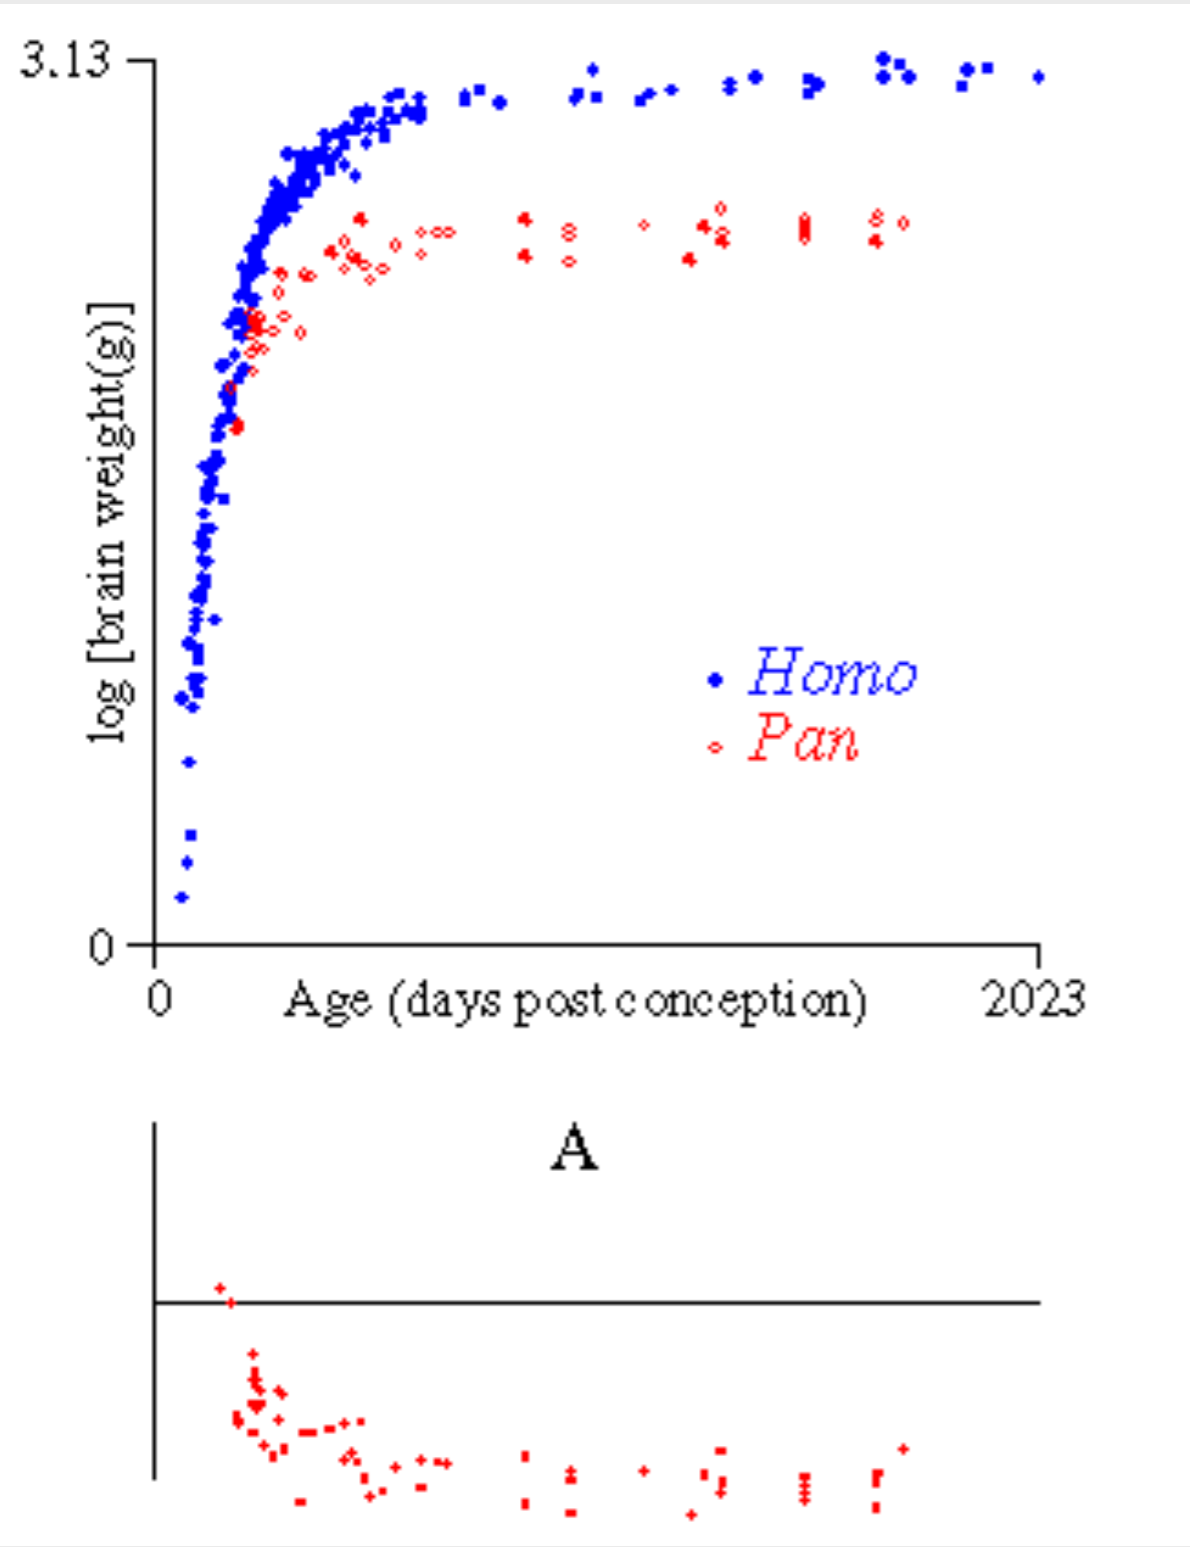 3.13
log [brain weight(g)]
Homo
Pan
0
0 Age (days post conception) 2023
A